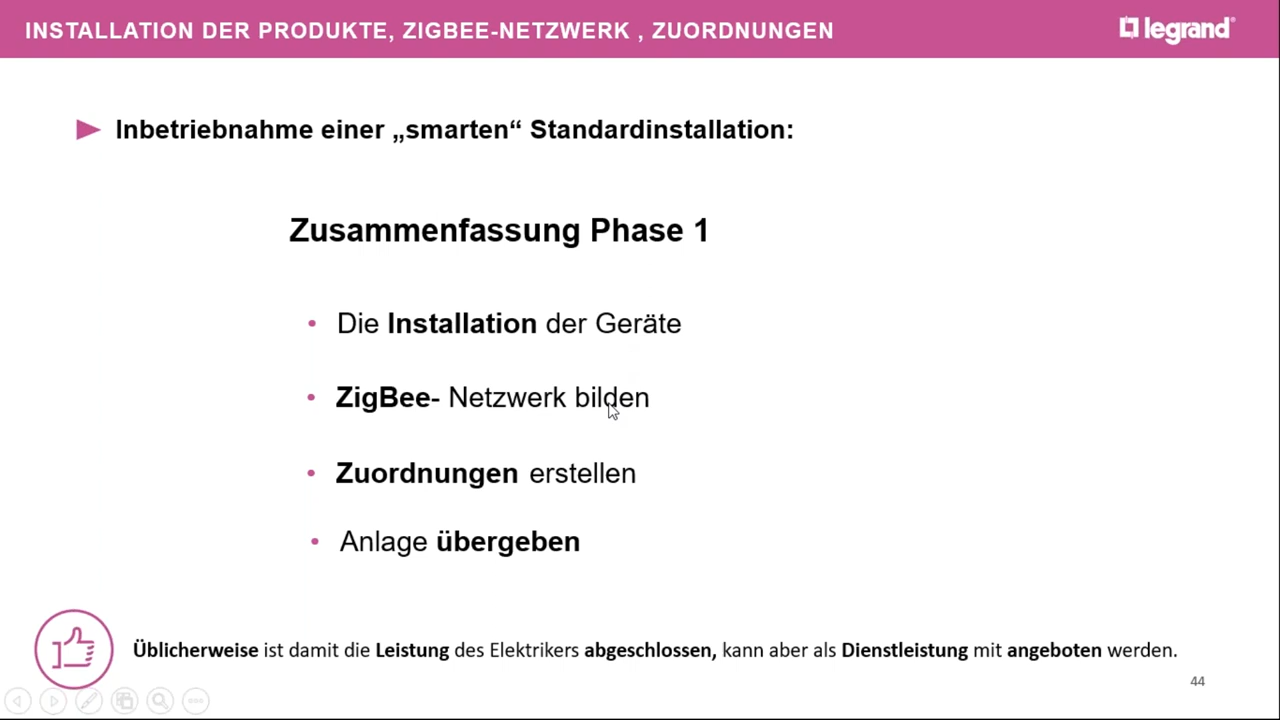 INSTALLATION DER PRODUKTE, ZIGBEE-NETZWERK , ZUORDNUNGEN
legrand®
Inbetriebnahme einer „smarten“ Standardinstallation:
Zusammenfassung Phase 1
• Die Installation der Geräte
• ZigBee- Netzwerk bilden
• Zuordnungen erstellen
• Anlage übergeben
Üblicherweise ist damit die Leistung des Elektrikers abgeschlossen, kann aber als Dienstleistung mit angeboten werden.
44